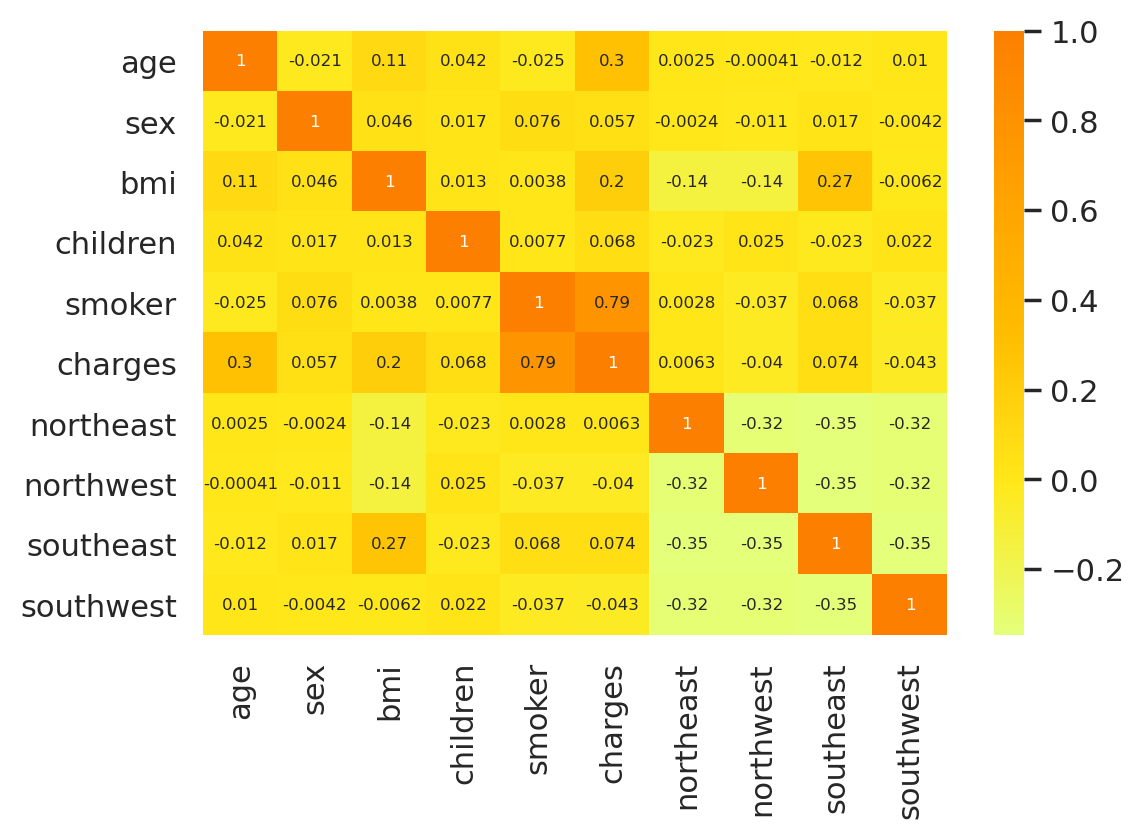 age 1 -0.021 0.11 0.042 -0.025 0.3 0.0025 -0.00041 -0.012 0.01
sex -0.021 1 0.046 0.017 0.076 0.057 -0.0024 -0.011 0.017 -0.0042
bmi 0.11 0.046 1 0.013 0.0038 0.2 -0.14 -0.14 0.27 -0.0062
children 0.042 0.017 0.013 1 0.0077 0.068 -0.023 0.025 -0.023 0.022
smoker -0.025 0.076 0.0038 0.0077 1 0.79 0.0028 -0.037 0.068 -0.037
charges 0.3 0.057 0.2 0.068 0.79 1 0.0063 -0.04 0.074 -0.043
northeast 0.0025 -0.0024 -0.14 -0.023 0.0028 0.0063 1 -0.32 -0.35 -0.32
northwest -0.00041 -0.011 -0.14 0.025 -0.037 -0.04 -0.32 1 -0.35 -0.32
southeast -0.012 0.017 0.27 -0.023 0.068 0.074 -0.35 -0.35 1 -0.35
southwest 0.01 -0.0042 -0.0062 0.022 -0.037 -0.043 -0.32 -0.32 -0.35 1
age sex bmi children smoker charges northeast northwest southeast southwest
1.0
0.8
0.6
0.4
0.2
0.0
−0.2